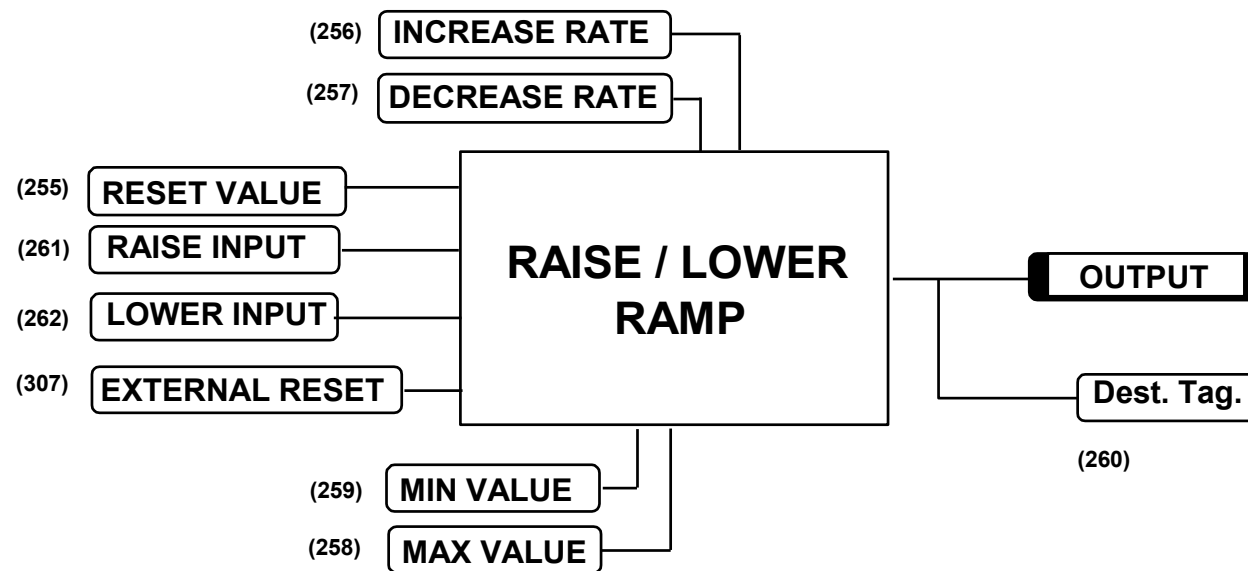 (256) INCREASE RATE
(257) DECREASE RATE
(255) RESET VALUE
(261) RAISE INPUT
(262) LOWER INPUT
(307) EXTERNAL RESET
RAISE / LOWER
RAMP
OUTPUT
Dest. Tag.
(260)
(259) MIN VALUE
(258) MAX VALUE